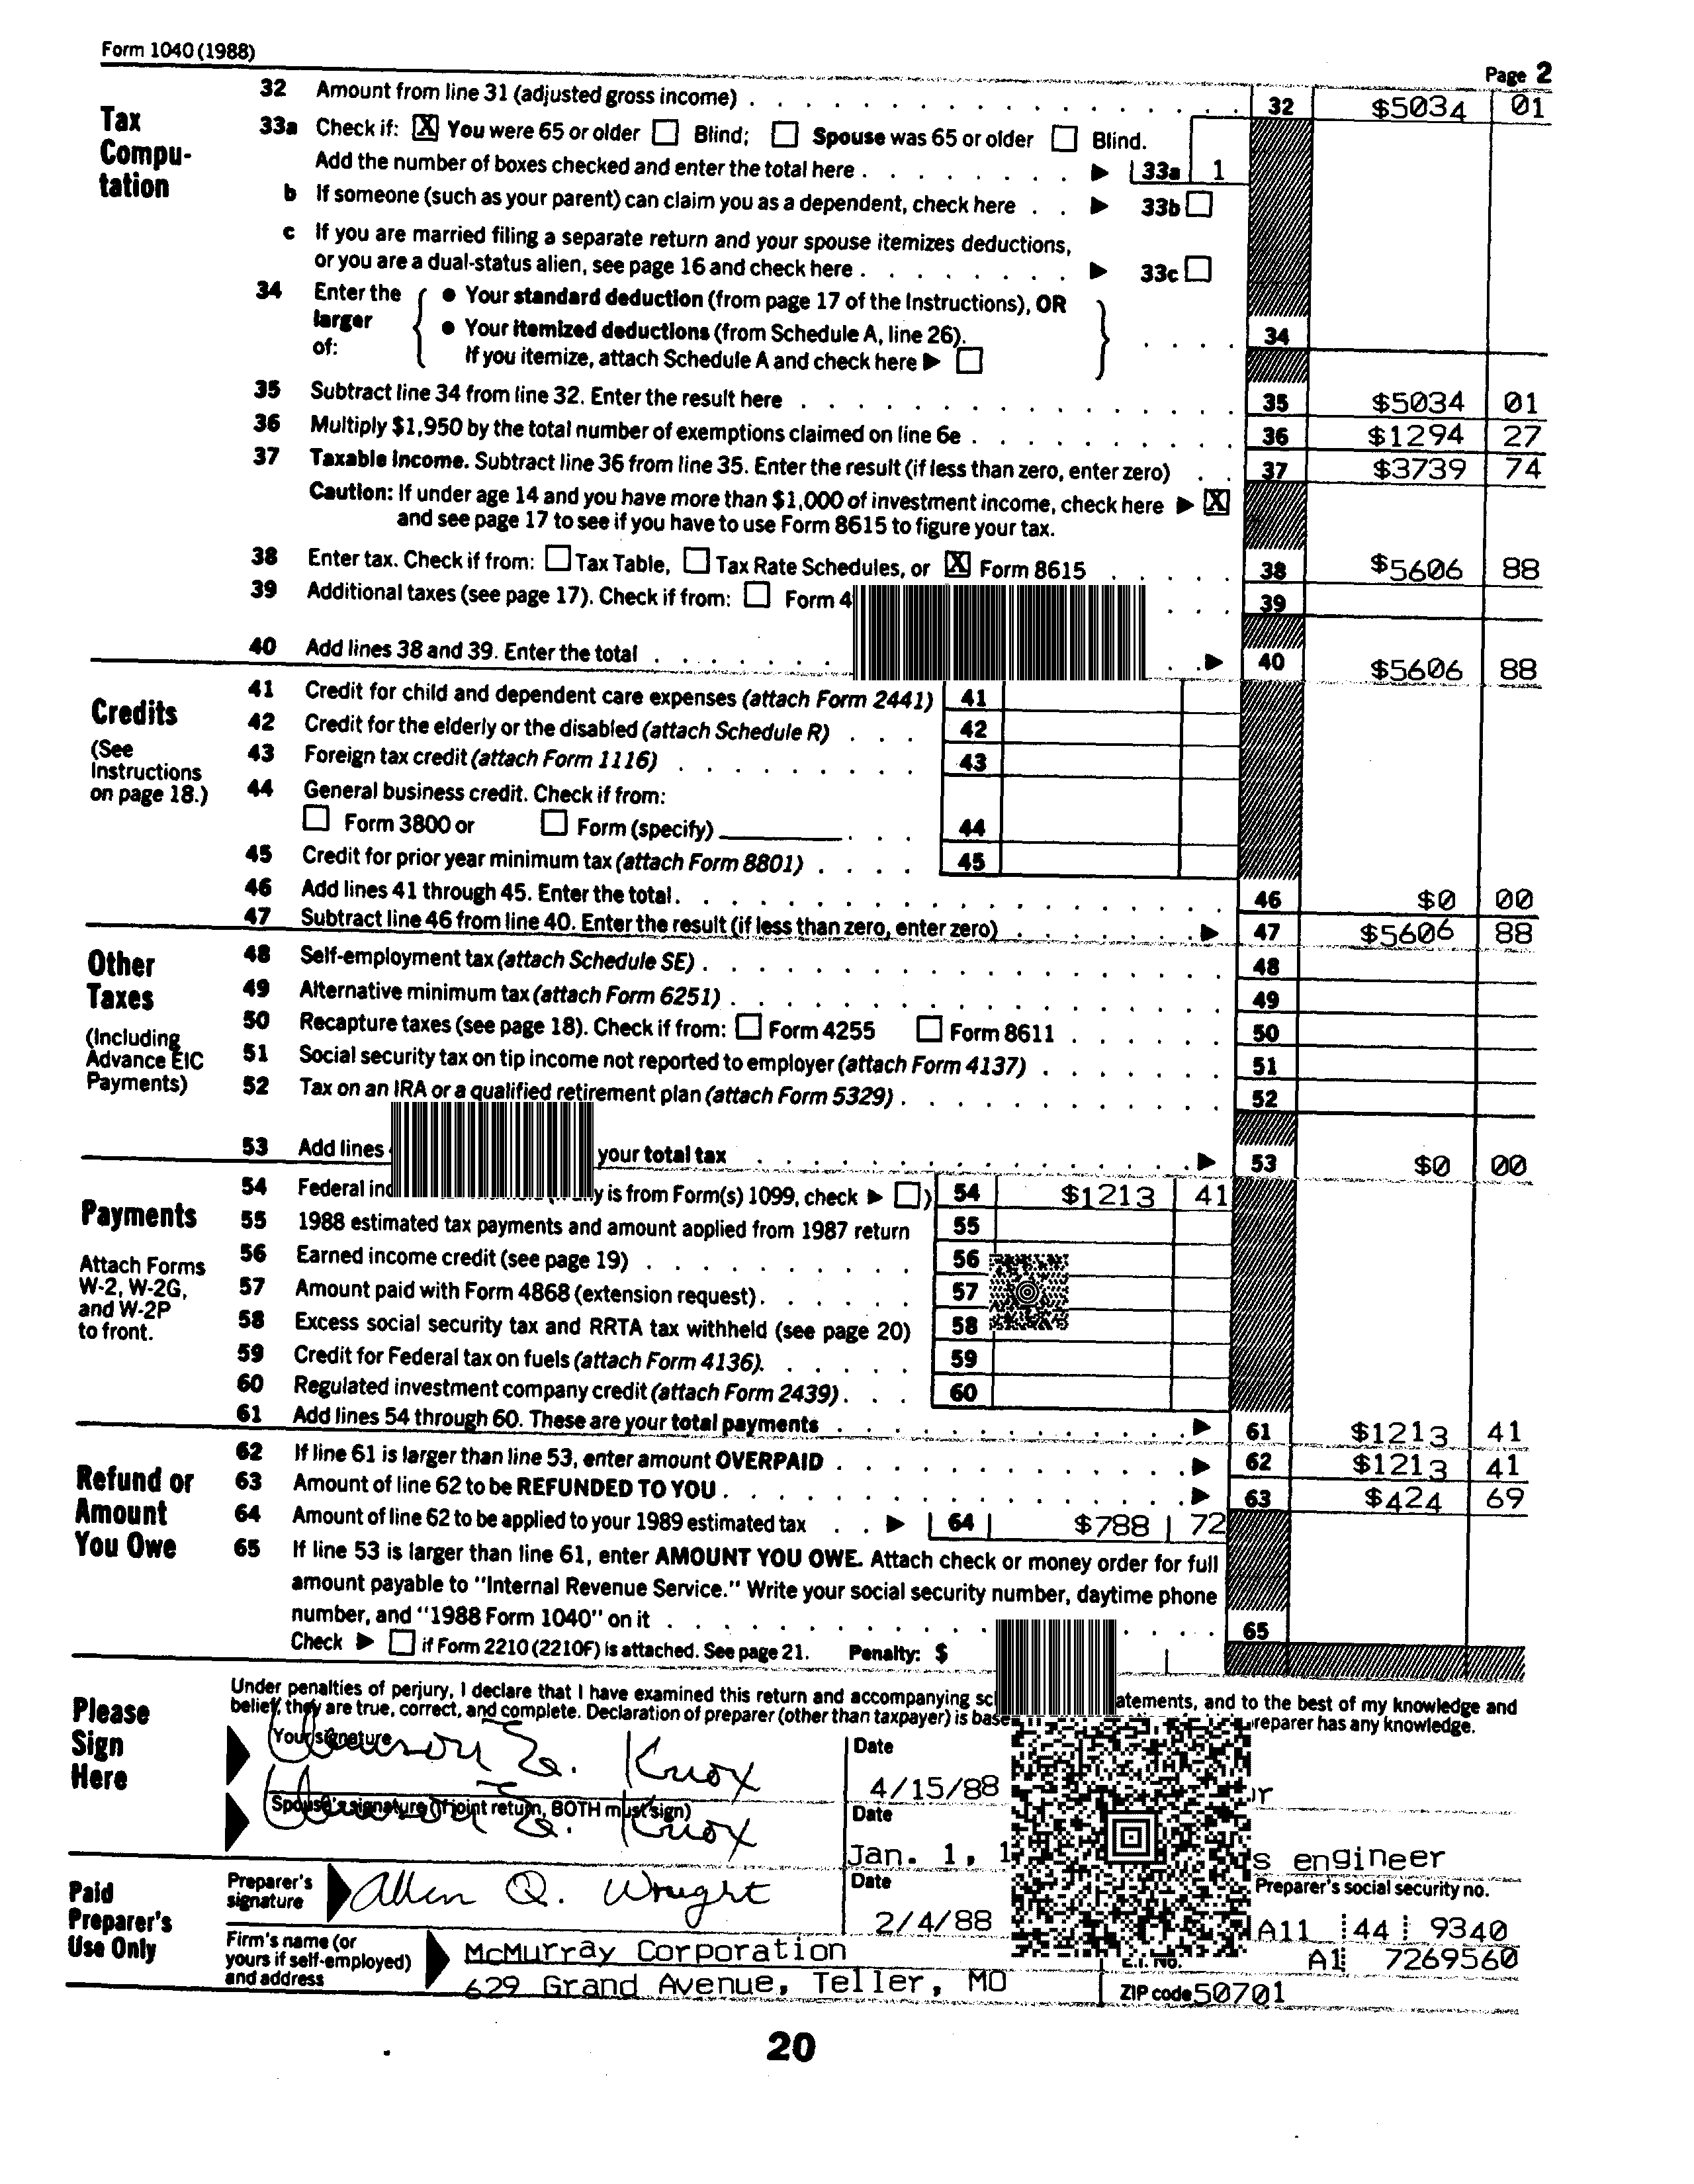 Form 1040 (1988)
Page 2
Tax Compu-tation
32 Amount from line 31 (adjusted gross income) 32 $5034 01
33a Check if: X You were 65 or older Blind; Spouse was 65 or older Blind.
Add the number of boxes checked and enter the total here 33a 1
b If someone (such as your parent) can claim you as a dependent, check here 33b
c If you are married filing a separate return and your spouse itemizes deductions,
or you are a dual-status alien, see page 16 and check here 33c
34 Enter the larger of:
• Your standard deduction (from page 17 of the Instructions), OR
• Your itemized deductions (from Schedule A, line 26).
If you itemize, attach Schedule A and check here
34
35 Subtract line 34 from line 32. Enter the result here 35 $5034 01
36 Multiply $1,950 by the total number of exemptions claimed on line 6e 36 $1294 27
37 Taxable income. Subtract line 36 from line 35. Enter the result (if less than zero, enter zero) 37 $3739 74
Caution: If under age 14 and you have more than $1,000 of investment income, check here X
and see page 17 to see if you have to use Form 8615 to figure your tax.
38 Enter tax. Check if from: Tax Table, Tax Rate Schedules, or X Form 8615 38 $5606 88
39 Additional taxes (see page 17). Check if from: Form 4 39
40 Add lines 38 and 39. Enter the total 40 $5606 88
Credits
(See Instructions on page 18.)
41 Credit for child and dependent care expenses (attach Form 2441) 41
42 Credit for the elderly or the disabled (attach Schedule R) 42
43 Foreign tax credit (attach Form 1116) 43
44 General business credit. Check if from:
Form 3800 or Form (specify) 44
45 Credit for prior year minimum tax (attach Form 8801) 45
46 Add lines 41 through 45. Enter the total. 46 $0 00
47 Subtract line 46 from line 40. Enter the result (if less than zero, enter zero) 47 $5606 88
Other Taxes
(Including Advance EIC Payments)
48 Self-employment tax (attach Schedule SE) 48
49 Alternative minimum tax (attach Form 6251) 49
50 Recapture taxes (see page 18). Check if from: Form 4255 Form 8611 50
51 Social security tax on tip income not reported to employer (attach Form 4137) 51
52 Tax on an IRA or a qualified retirement plan (attach Form 5329) 52
53 Add lines your total tax 53 $0 00
Payments
Attach Forms W-2, W-2G, and W-2P to front.
54 Federal is from Form(s) 1099, check ) 54 $1213 41
55 1988 estimated tax payments and amount applied from 1987 return 55
56 Earned income credit (see page 19) 56
57 Amount paid with Form 4868 (extension request) 57
58 Excess social security tax and RRTA tax withheld (see page 20) 58
59 Credit for Federal tax on fuels (attach Form 4136). 59
60 Regulated investment company credit (attach Form 2439) 60
61 Add lines 54 through 60. These are your total payments 61 $1213 41
Refund or Amount You Owe
62 If line 61 is larger than line 53, enter amount OVERPAID 62 $1213 41
63 Amount of line 62 to be REFUNDED TO YOU 63 $424 69
64 Amount of line 62 to be applied to your 1989 estimated tax 64 $788 72
65 If line 53 is larger than line 61, enter AMOUNT YOU OWE. Attach check or money order for full
amount payable to "Internal Revenue Service." Write your social security number, daytime phone
number, and "1988 Form 1040" on it 65
Check if Form 2210 (2210F) is attached. See page 21. Penalty: $
Please Sign Here
Under penalties of perjury, I declare that I have examined this return and accompanying atements, and to the best of my knowledge and
belief, they are true, correct, and complete. Declaration of preparer (other than taxpayer) is reparer has any knowledge.
Your signature E. Knox
Date 4/15/88
Spouse's signature (if joint return, BOTH must sign) E. Knox
Date Jan. 1, 1
s engineer
Paid Preparer's Use Only
Preparer's signature Allen Q. Wright
Date 2/4/88
Preparer's social security no.
A11 44 9340
Firm's name (or yours if self-employed) and address
McMurray Corporation
629 Grand Avenue, Teller, MO
E.I. No. A1 7269560
ZIP code 50701
20